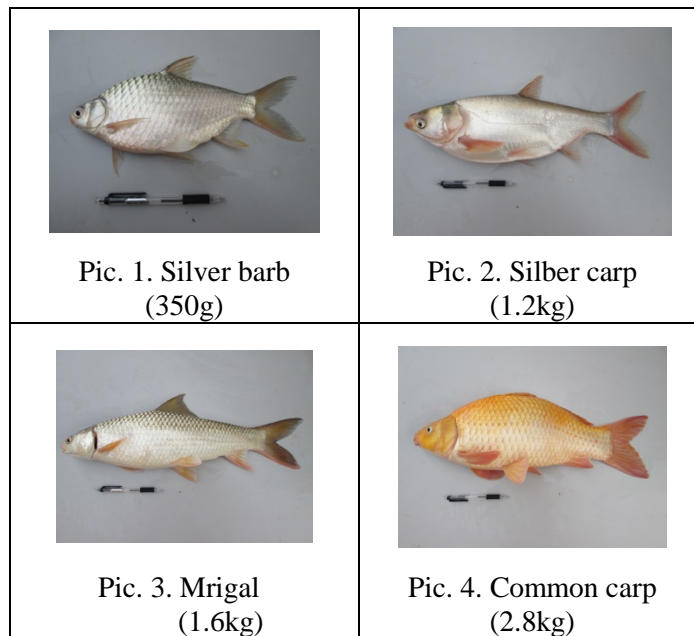 Pic. 1. Silver barb
(350g)
Pic. 2. Silber carp
(1.2kg)
Pic. 3. Mrigal
(1.6kg)
Pic. 4. Common carp
(2.8kg)